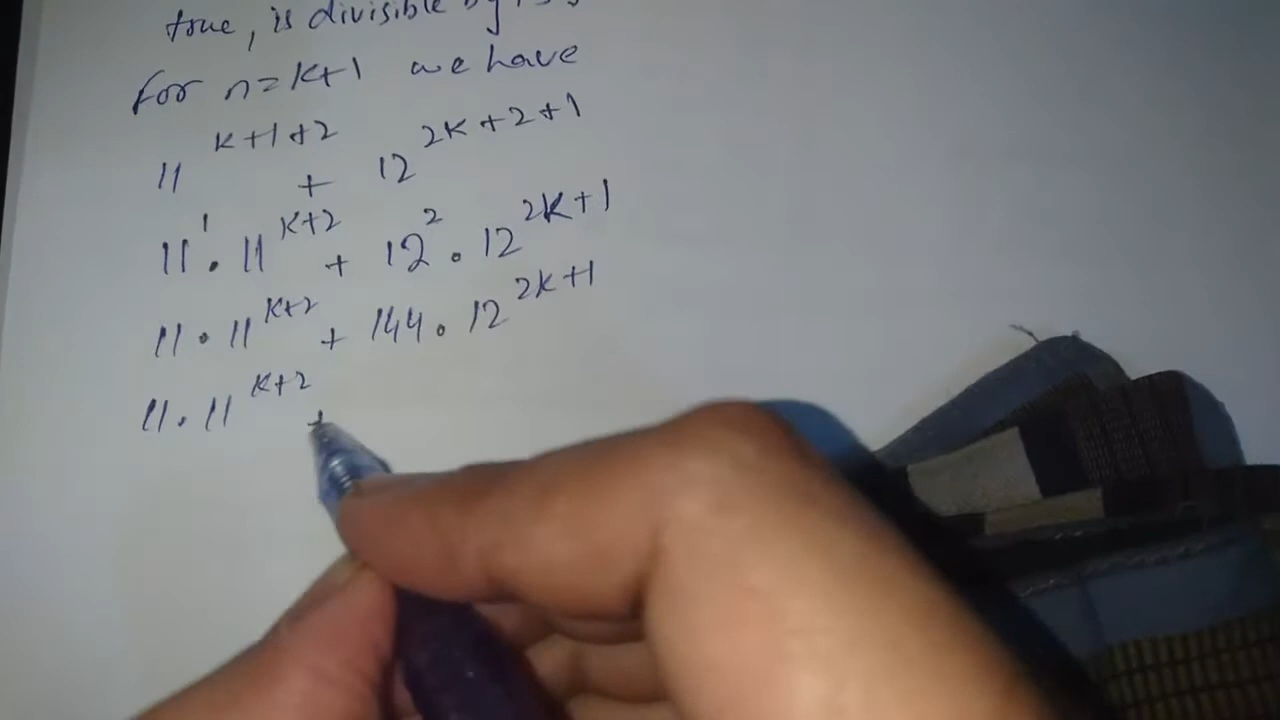 true, is divisible by
for n=k+1 we have
11^{k+1+2} + 12^{2k+2+1}
11^1 . 11^{k+2} + 12^2 . 12^{2k+1}
11 . 11^{k+2} + 144 . 12^{2k+1}
11 . 11^{k+2} +